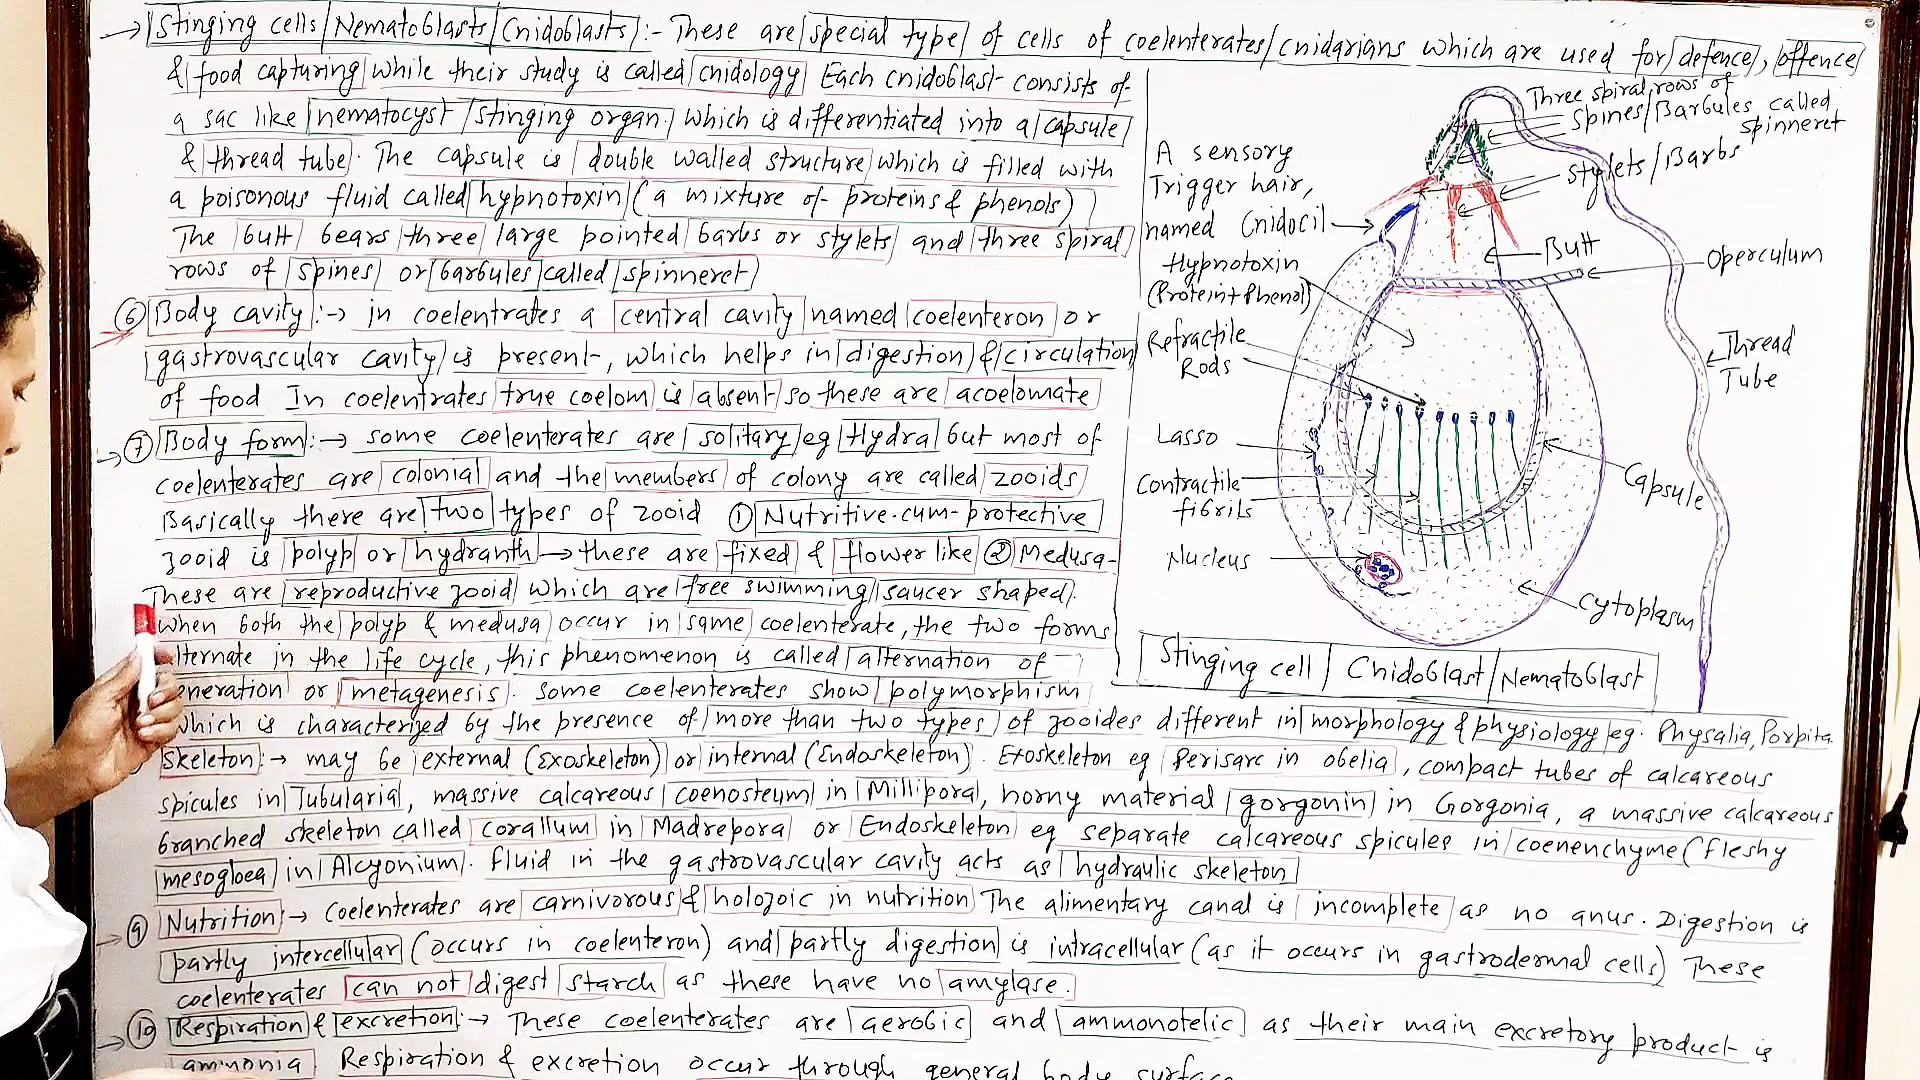 → Stinging cells/Nematoblasts/Cnidoblasts :- These are special type of cells of coelenterates/cnidarians which are used for defence, offence
& food capturing while their study is called cnidology Each cnidoblast consists of
a sac like nematocyst/stinging organ. which is differentiated into a capsule
& thread tube. The capsule is double walled structure which is filled with
a poisonous fluid called hypnotoxin (a mixture of proteins & phenols)
The butt bears three large pointed barbs or stylets and three spiral
rows of spines or barbules called spinneret
⑥ Body cavity :→ in coelentrates a central cavity named coelenteron or
gastrovascular cavity is present, which helps in digestion & circulation
of food In coelentrates true coelom is absent so these are acoelomate
→ ⑦ Body form :→ some coelenterates are solitary eg Hydra but most of
coelenterates are colonial and the members of colony are called zooids
Basically there are two types of zooid ① Nutritive-cum-protective
zooid is polyp or hydranth → these are fixed & flower like ② Medusa-
These are reproductive zooid which are free swimming saucer shaped.
when both the polyp & medusa occur in same coelenterate, the two forms
lternate in the life cycle, this phenomenon is called alternation of
eneration or metagenesis. some coelenterates show polymorphism
which is characterized by the presence of more than two types of zooides different in morphology & physiology eg. Physalia, Porpita
Skeleton :→ may be external (Exoskeleton) or internal (Endoskeleton). Exoskeleton eg Perisarc in obelia, compact tubes of calcareous
spicules in Tubularia, massive calcareous coenosteum in Millipora, horny material gorgonin in Gorgonia, a massive calcareous
branched skeleton called corallum in Madrepora or Endoskeleton eg separate calcareous spicules in coenenchyme (fleshy
mesogloea in Alcyonium. fluid in the gastrovascular cavity acts as hydraulic skeleton
→ ⑨ Nutrition → Coelenterates are carnivorous & holozoic in nutrition The alimentary canal is incomplete as no anus. Digestion is
partly intercellular (occurs in coelenteron) and partly digestion is intracellular (as it occurs in gastrodermal cells) These
coelenterates can not digest starch as these have no amylase.
→ ⑩ Respiration & excretion :→ These coelenterates are aerobic and ammonotelic as their main excretory product is
ammonia Respiration & excretion occur through general body surface
Three spiral rows of
Spines/Barbules called
spinneret
stylets/Barbs
A sensory
Trigger hair,
named Cnidocil
Butt
Operculum
Hypnotoxin
(Protein+Phenol)
Refractile
Rods
Thread
Tube
Lasso
Contractile
fibrils
Capsule
Nucleus
Cytoplasm
Stinging cell/Cnidoblast/Nematoblast